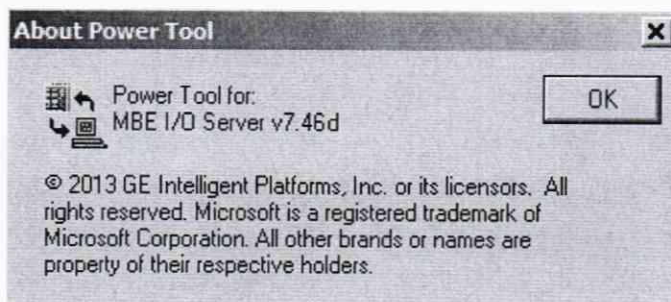 About Power Tool
Power Tool for:
MBE I/O Server v7.46d
OK
© 2013 GE Intelligent Platforms, Inc. or its licensors. All
rights reserved. Microsoft is a registered trademark of
Microsoft Corporation. All other brands or names are
property of their respective holders.